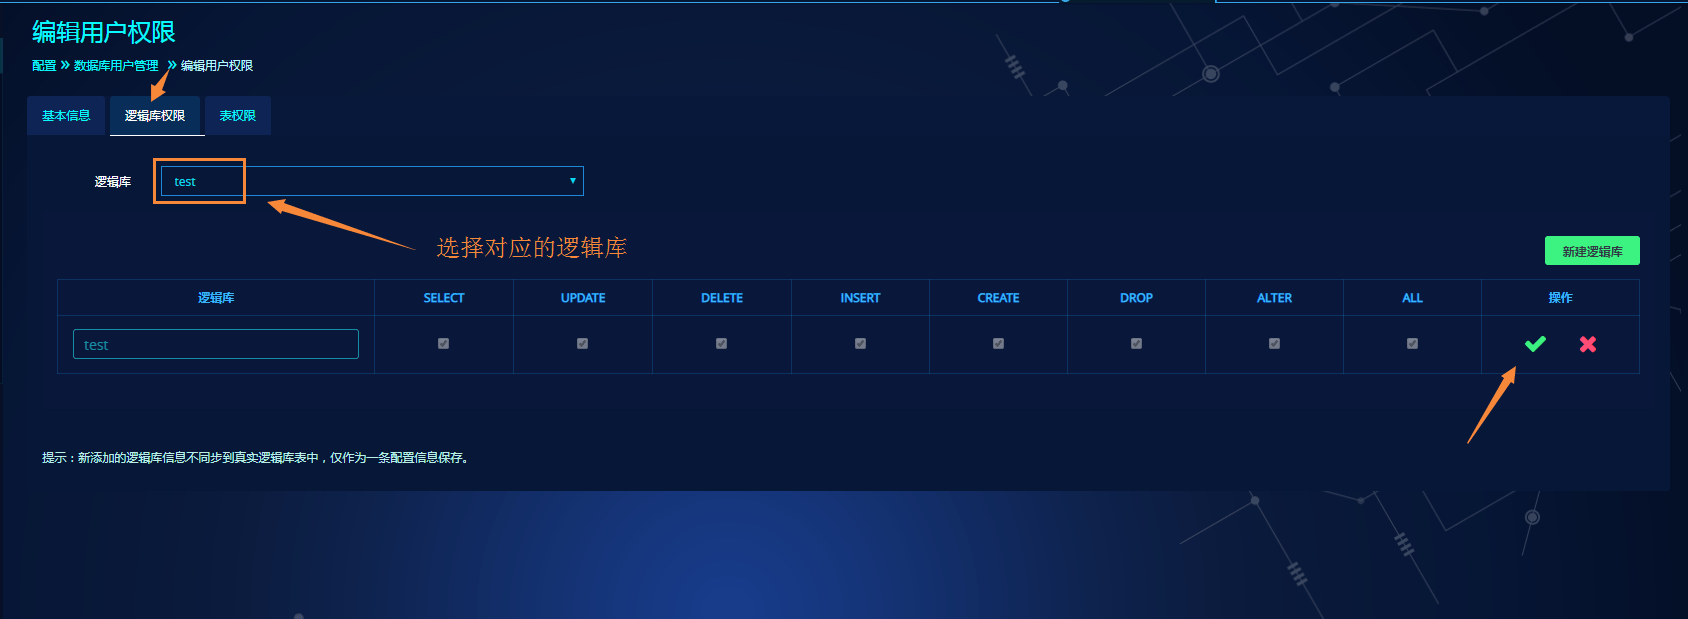 编辑用户权限
配置 » 数据库用户管理 » 编辑用户权限
基本信息 逻辑库权限 表权限
逻辑库 test
选择对应的逻辑库
新建逻辑库
逻辑库 SELECT UPDATE DELETE INSERT CREATE DROP ALTER ALL 操作
test
提示：新添加的逻辑库信息不同步到真实逻辑库表中，仅作为一条配置信息保存。